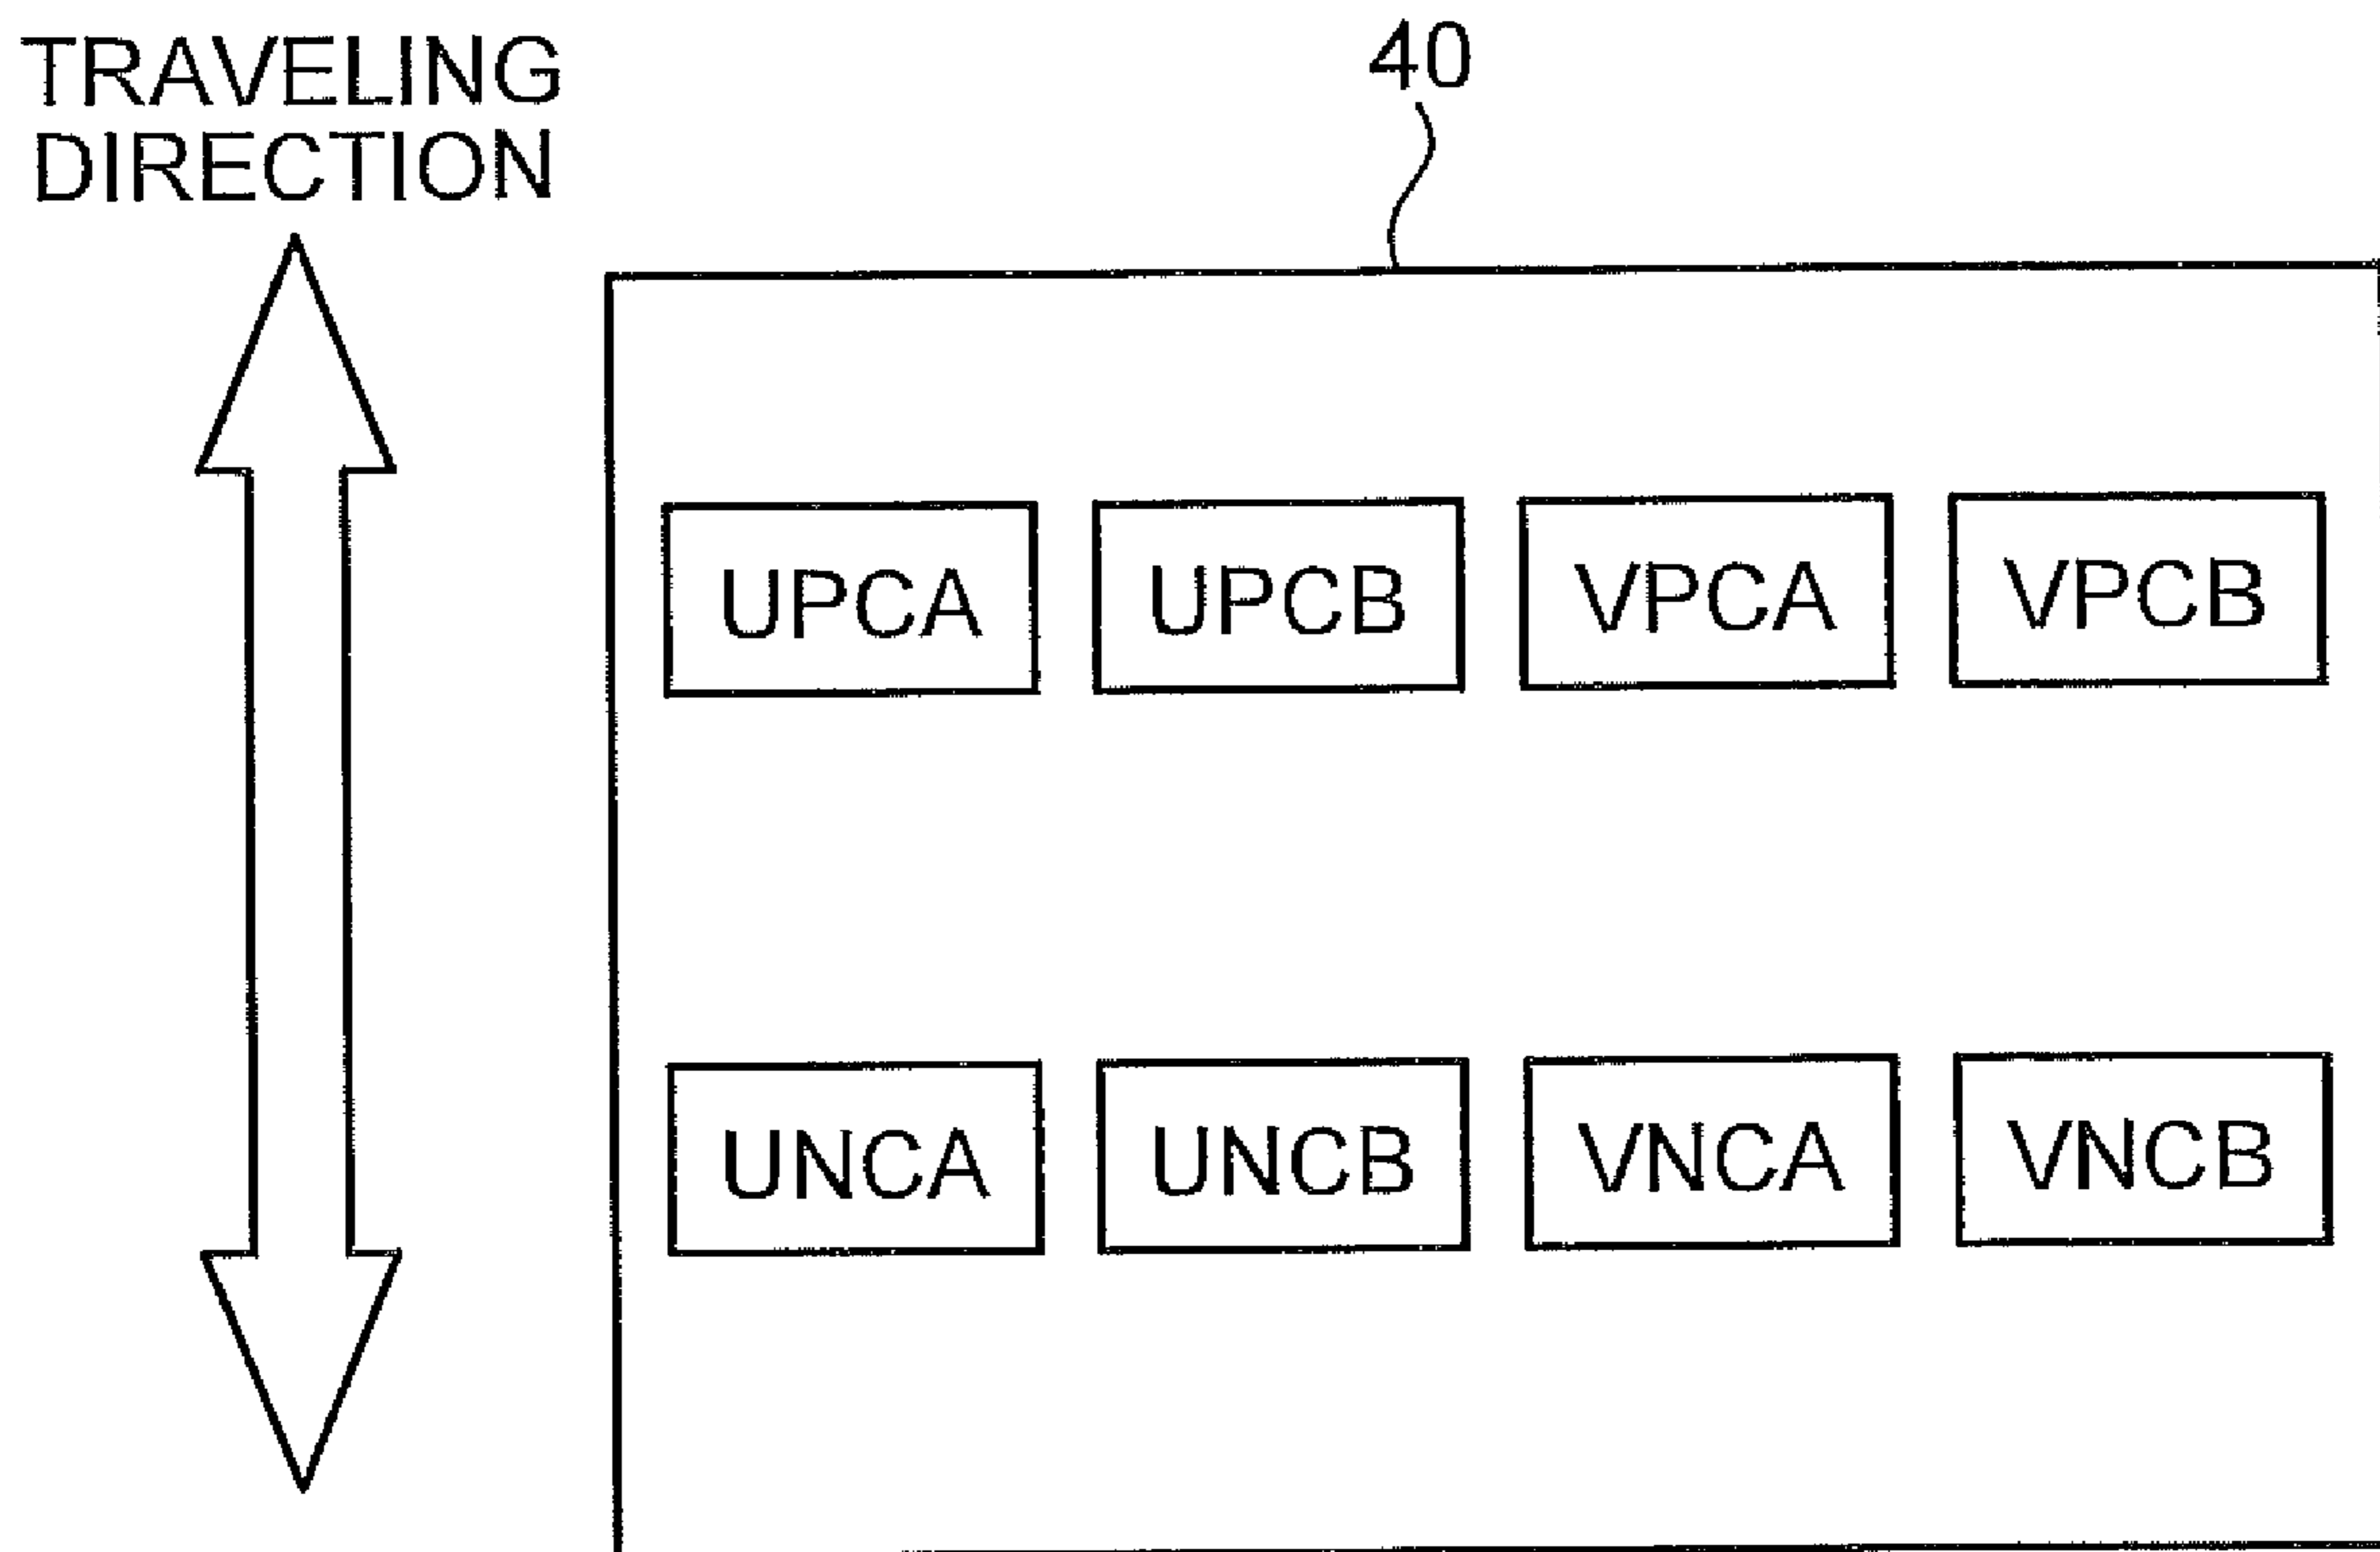 TRAVELING
DIRECTION
40
UPCA UPCB VPCA VPCB
UNCA UNCB VNCA VNCB